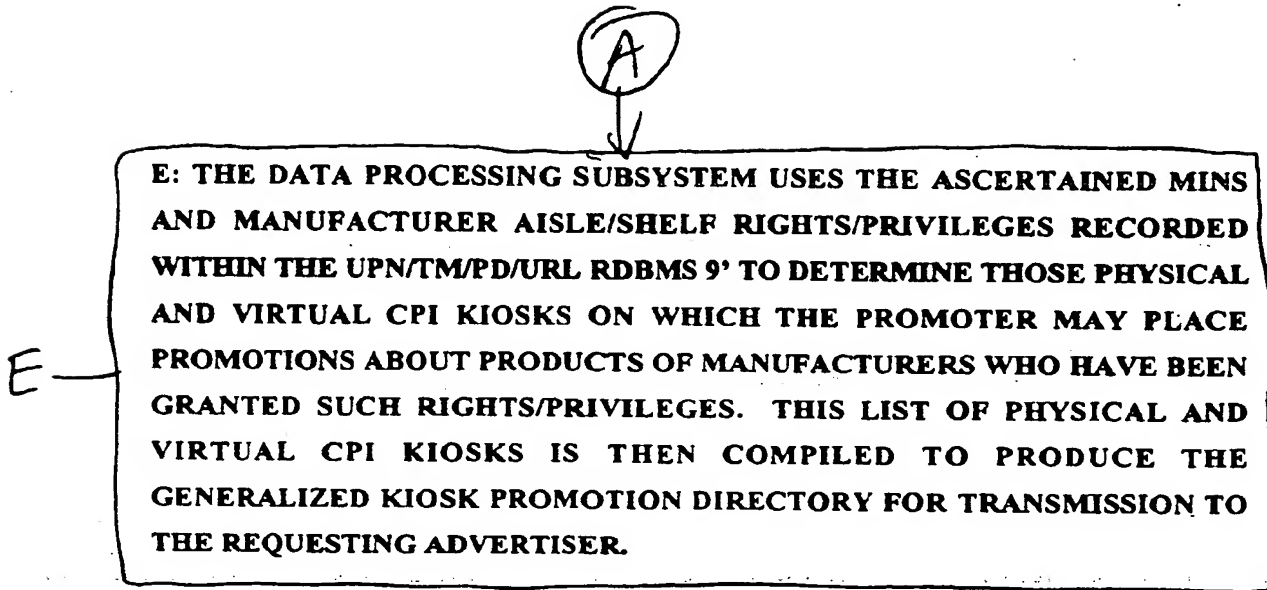 A
E: THE DATA PROCESSING SUBSYSTEM USES THE ASCERTAINED MINS
AND MANUFACTURER AISLE/SHELF RIGHTS/PRIVILEGES RECORDED
WITHIN THE UPN/TM/PD/URL RDBMS 9' TO DETERMINE THOSE PHYSICAL
AND VIRTUAL CPI KIOSKS ON WHICH THE PROMOTER MAY PLACE
E
PROMOTIONS ABOUT PRODUCTS OF MANUFACTURERS WHO HAVE BEEN
GRANTED SUCH RIGHTS/PRIVILEGES. THIS LIST OF PHYSICAL AND
VIRTUAL CPI KIOSKS IS THEN COMPILED TO PRODUCE THE
GENERALIZED KIOSK PROMOTION DIRECTORY FOR TRANSMISSION TO
THE REQUESTING ADVERTISER.